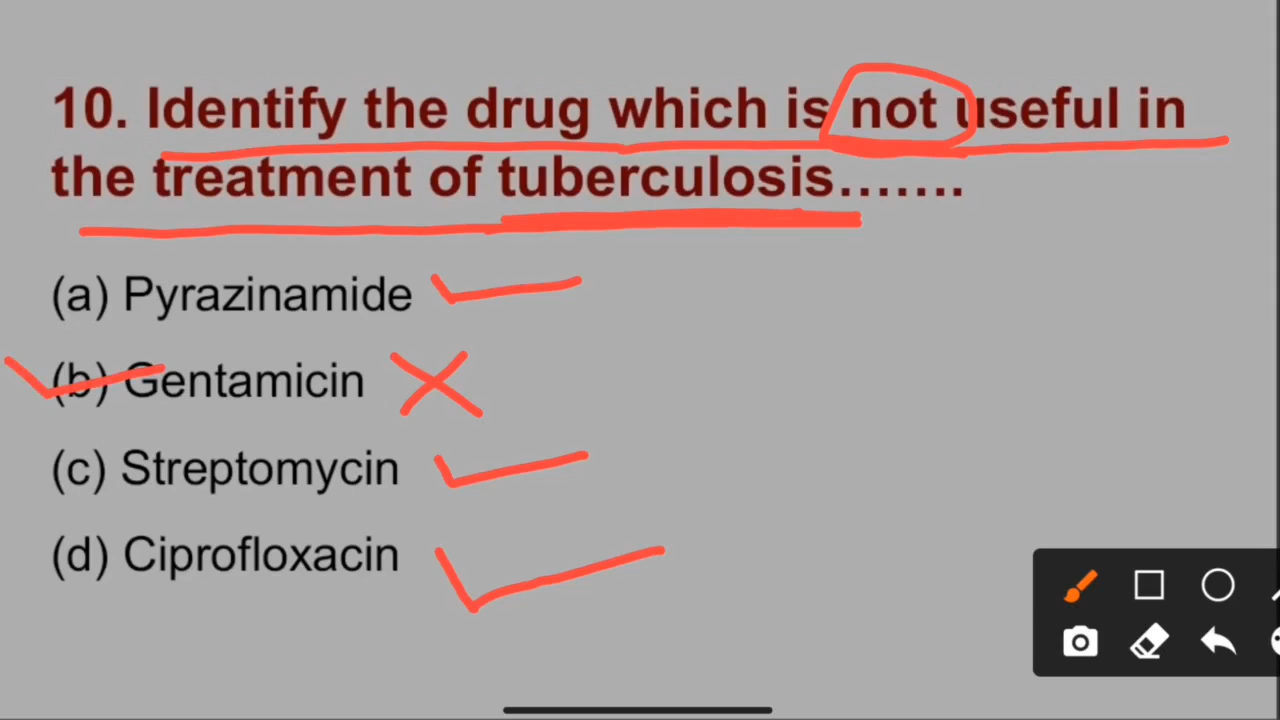 10. Identify the drug which is not useful in
the treatment of tuberculosis.......
(a) Pyrazinamide
(b) Gentamicin
(c) Streptomycin
(d) Ciprofloxacin